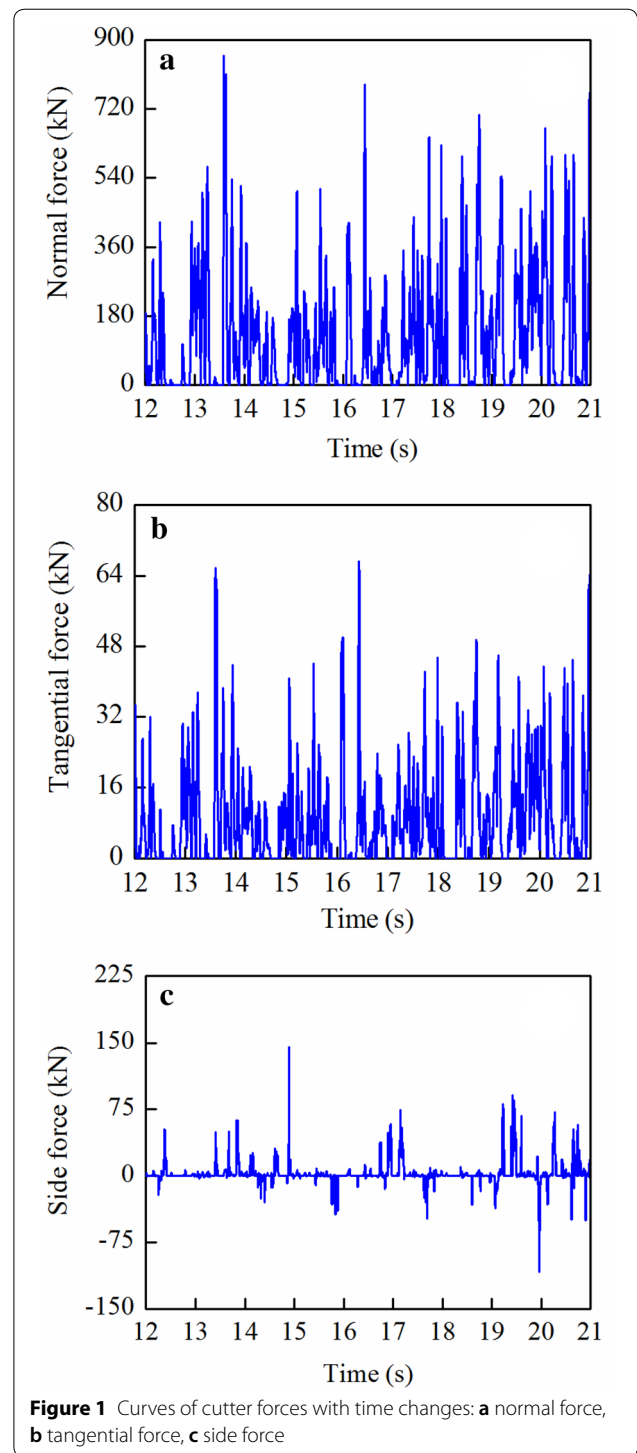 a
Normal force (kN)
900
720
540
360
180
0
12 13 14 15 16 17 18 19 20 21
Time (s)
b
Tangential force (kN)
80
64
48
32
16
0
12 13 14 15 16 17 18 19 20 21
Time (s)
c
Side force (kN)
225
150
75
0
-75
-150
12 13 14 15 16 17 18 19 20 21
Time (s)
Figure 1 Curves of cutter forces with time changes: a normal force,
b tangential force, c side force